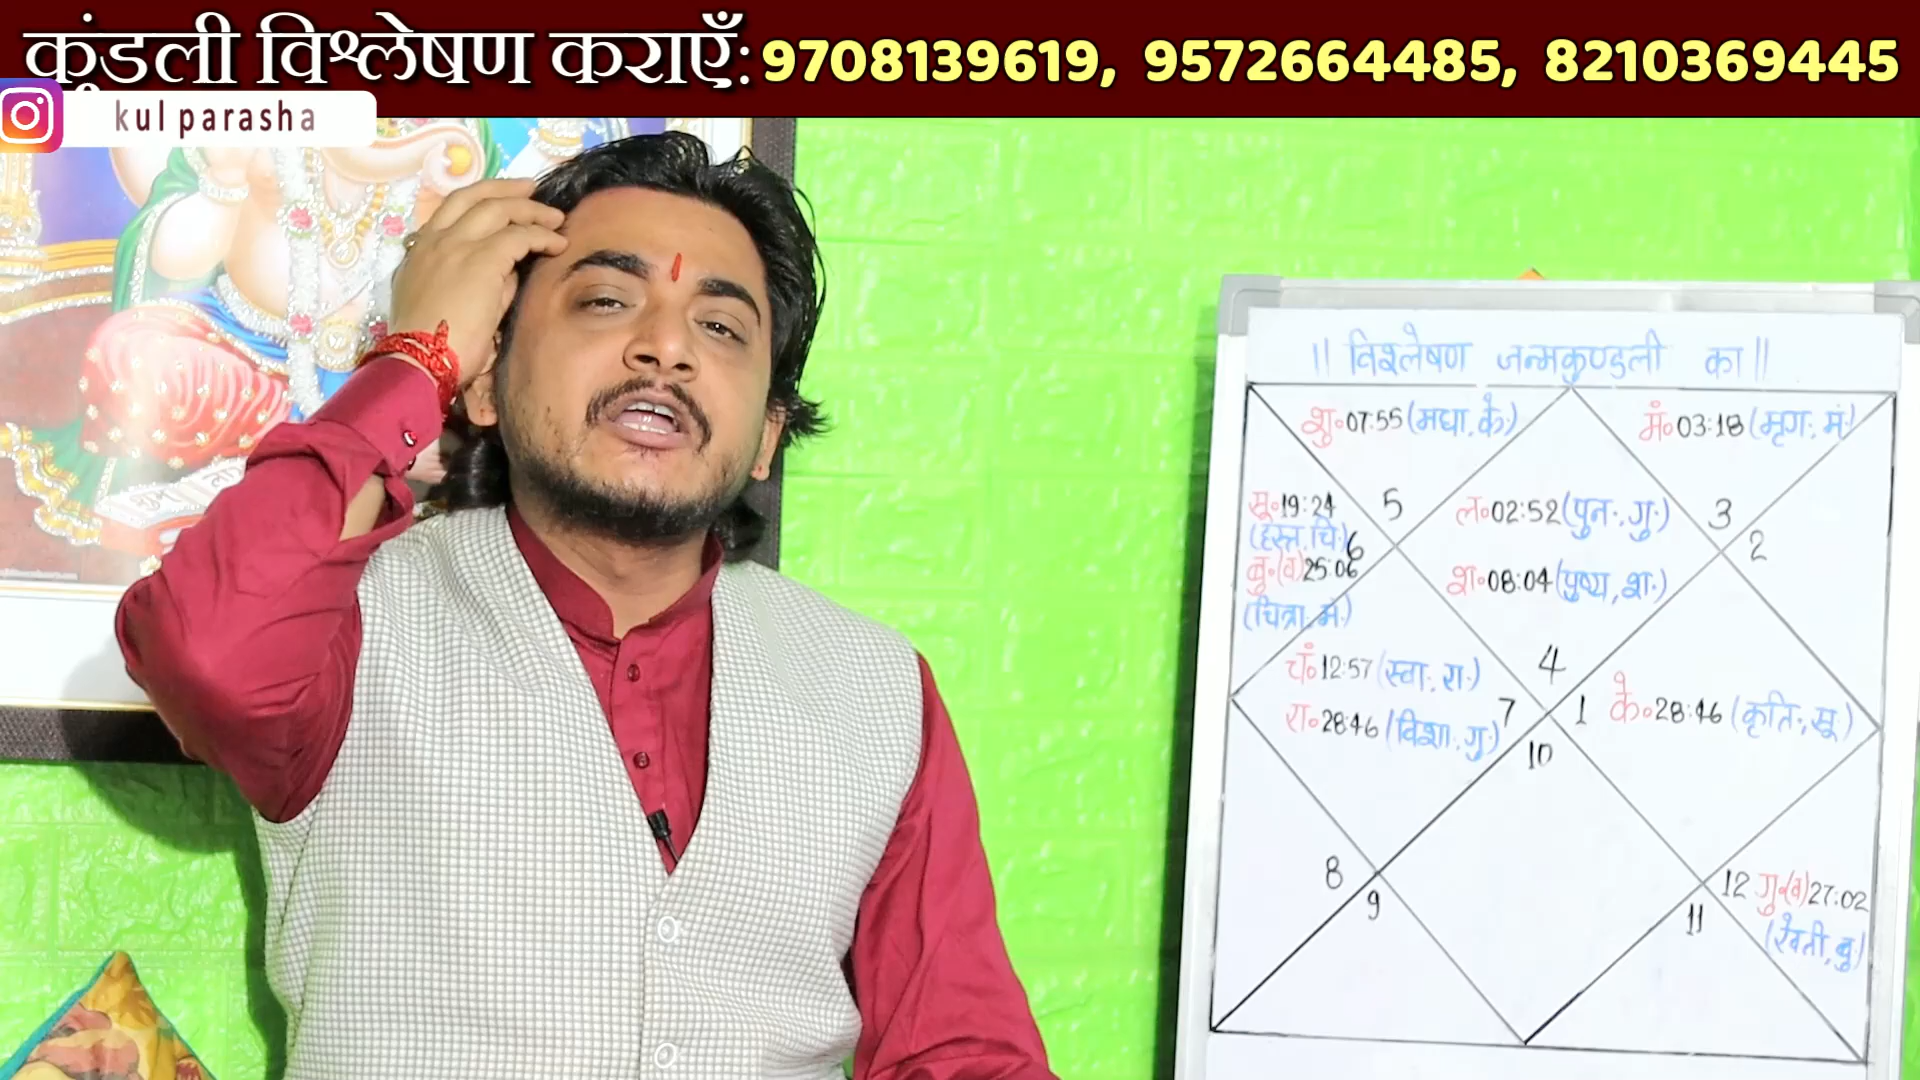 कूंडली विश्लेषण कराएँ: 9708139619, 9572664485, 8210369445
kul parasha
|| विश्लेषण जन्मकुण्डली का ||
शु॰07:55 (मघा.के॰)
मं॰03:18 (मृग॰, मं॰)
5
ल॰02:52 (पुन॰, गु॰)
3
2
सू॰19:24
(हस्त, चं॰) 6
बु॰(व)25:06
(चित्रा. मं॰)
श॰08:04 (पुष्य, श॰)
4
चं॰12:57 (स्वा॰, रा॰)
रा॰28:46 (विशा॰, गु॰) 7
1 के॰28:46 (कृति॰, सू॰)
10
8
9
12 गु॰(व)27:02
(रेवती, बु॰)
11